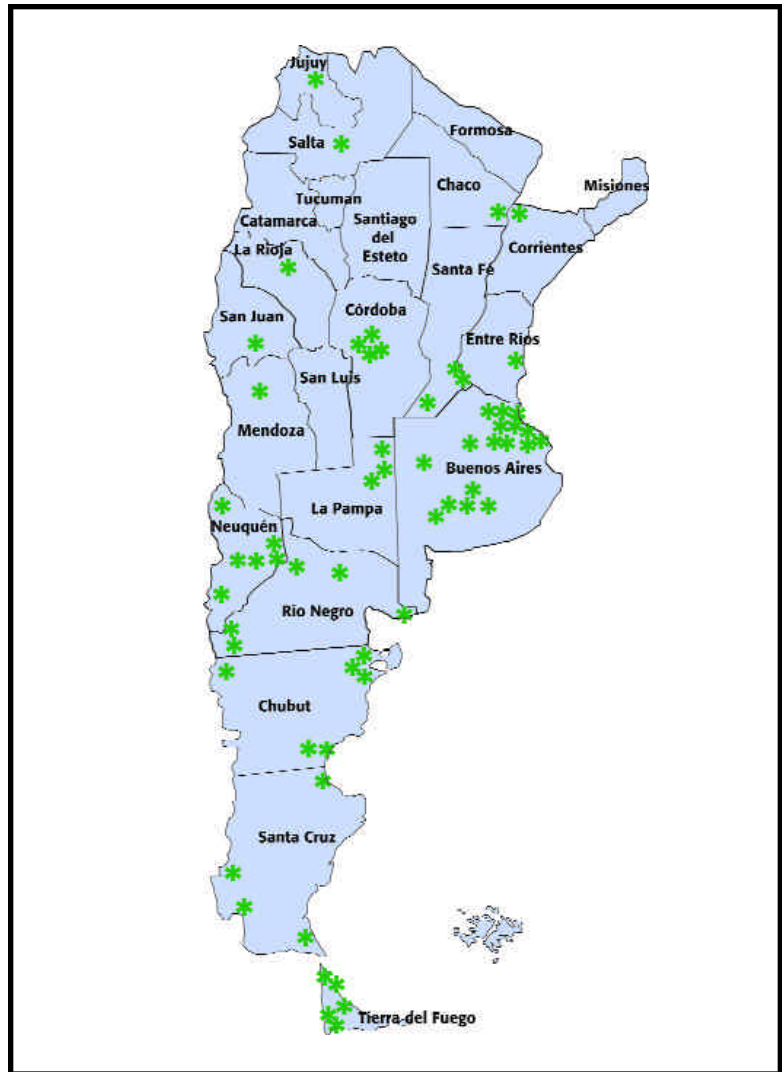 Jujuy
Formosa
Salta
Chaco
Misiones
Tucuman
Catamarca
Santiago
del
Esteto
Corrientes
La Rioja
Santa Fé
Córdoba
San Juan
Entre Rios
San Luis
Mendoza
Buenos Aires
La Pampa
Neuquén
Rio Negro
Chubut
Santa Cruz
Tierra del Fuego